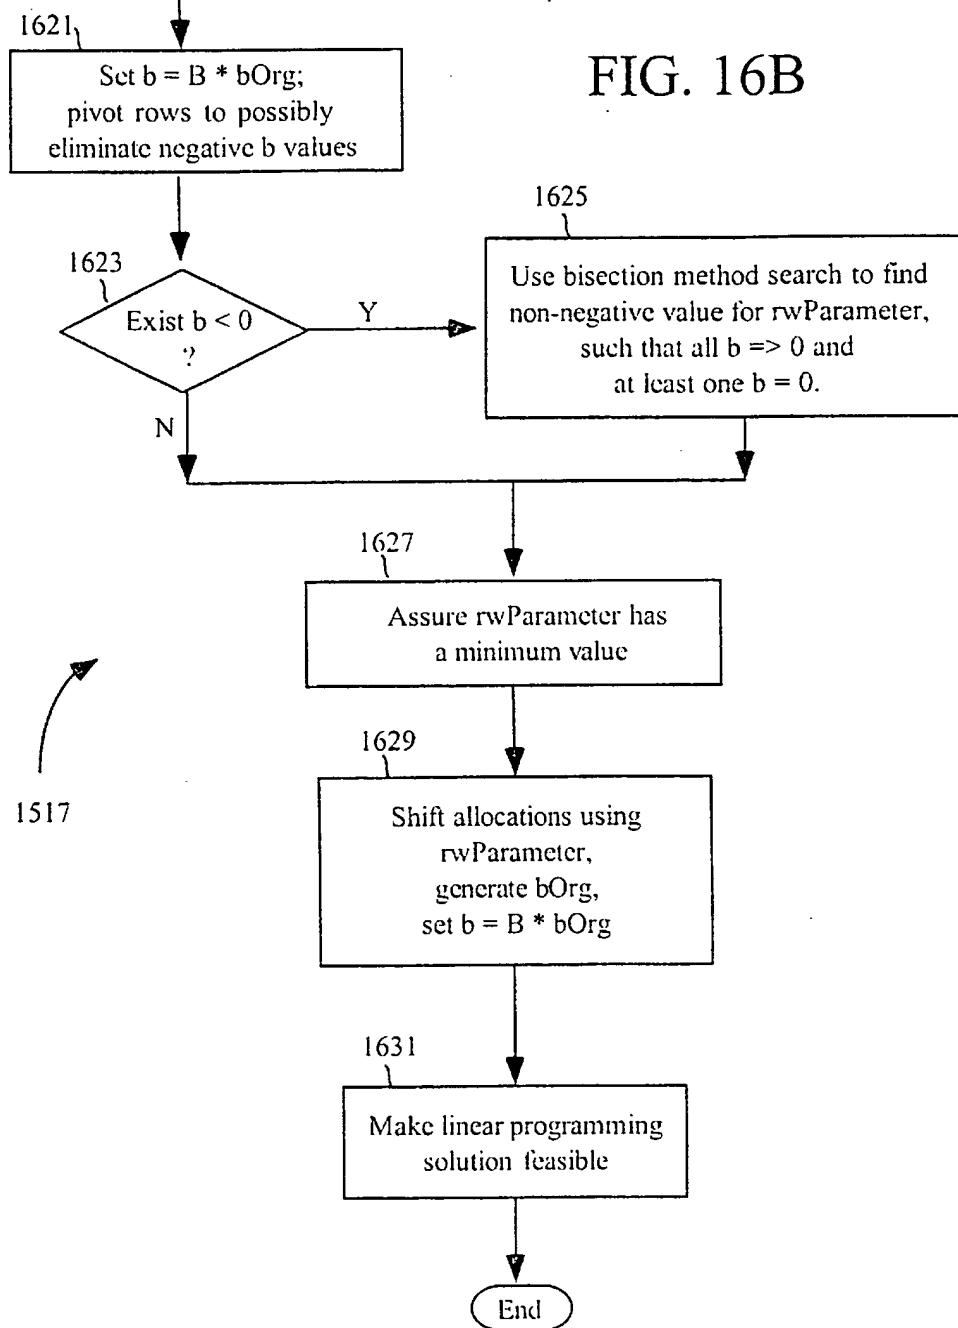 1621
FIG. 16B
Set b = B * bOrg;
pivot rows to possibly
eliminate negative b values
1625
1623
Use bisection method search to find
non-negative value for rwParameter,
such that all b => 0 and
at least one b = 0.
Exist b < 0
?
Y
N
1627
Assure rwParameter has
a minimum value
1629
1517
Shift allocations using
rwParameter,
generate bOrg,
set b = B * bOrg
1631
Make linear programming
solution feasible
End